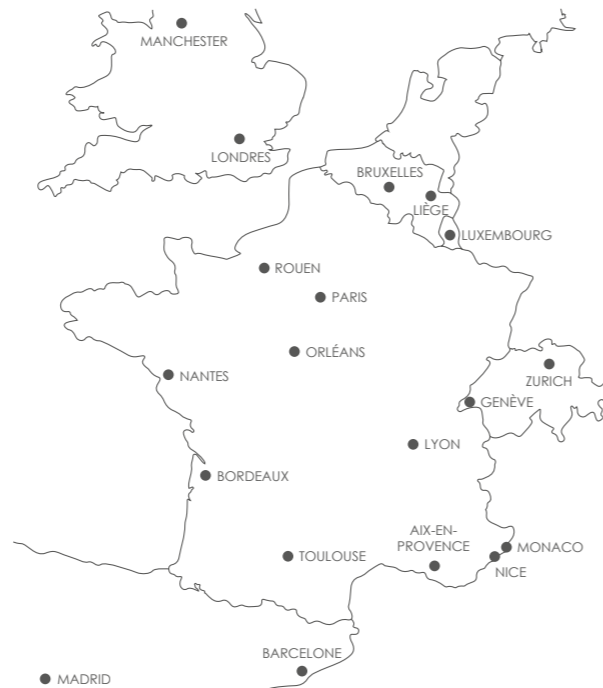 MANCHESTER
LONDRES
BRUXELLES
LIÈGE
LUXEMBOURG
ROUEN
PARIS
ORLÉANS
NANTES
ZURICH
GENÈVE
LYON
BORDEAUX
AIX-EN-
PROVENCE
MONACO
TOULOUSE
NICE
BARCELONE
MADRID